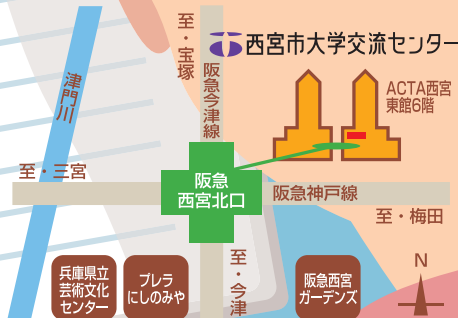 至・宝塚
西宮市大学交流センター
阪急今津線
津門川
ACTA西宮
東館6階
至・三宮
阪急
西宮北口
阪急神戸線
至・梅田
至・今津
N
兵庫県立
芸術文化
センター
プレラ
にしのみや
阪急西宮
ガーデンズ